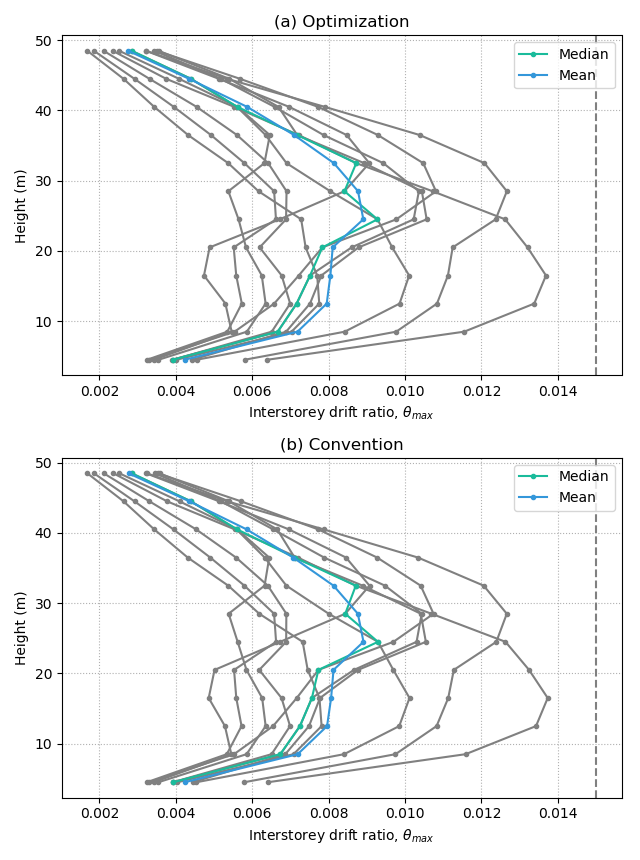 (a) Optimization
50
40
30
20
10
Height (m)
Median
Mean
0.002 0.004 0.006 0.008 0.010 0.012 0.014
Interstorey drift ratio, θmax
(b) Convention
50
40
30
20
10
Height (m)
Median
Mean
0.002 0.004 0.006 0.008 0.010 0.012 0.014
Interstorey drift ratio, θmax